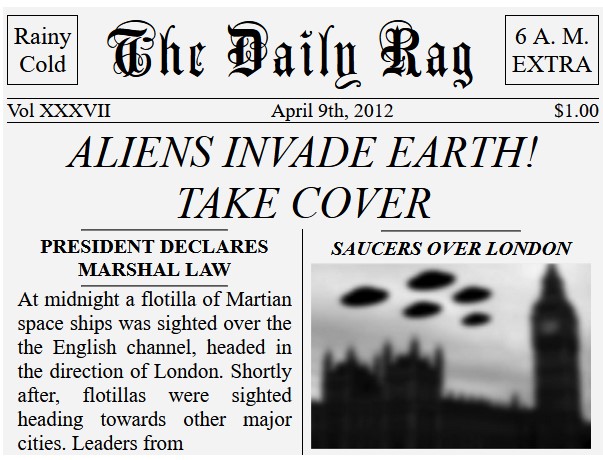 Rainy
Cold
The Daily Rag
6 A. M.
EXTRA
Vol XXXVII
April 9th, 2012
$1.00
ALIENS INVADE EARTH!
TAKE COVER
PRESIDENT DECLARES
MARSHAL LAW
At midnight a flotilla of Martian
space ships was sighted over the
the English channel, headed in
the direction of London. Shortly
after, flotillas were sighted
heading towards other major
cities. Leaders from
SAUCERS OVER LONDON